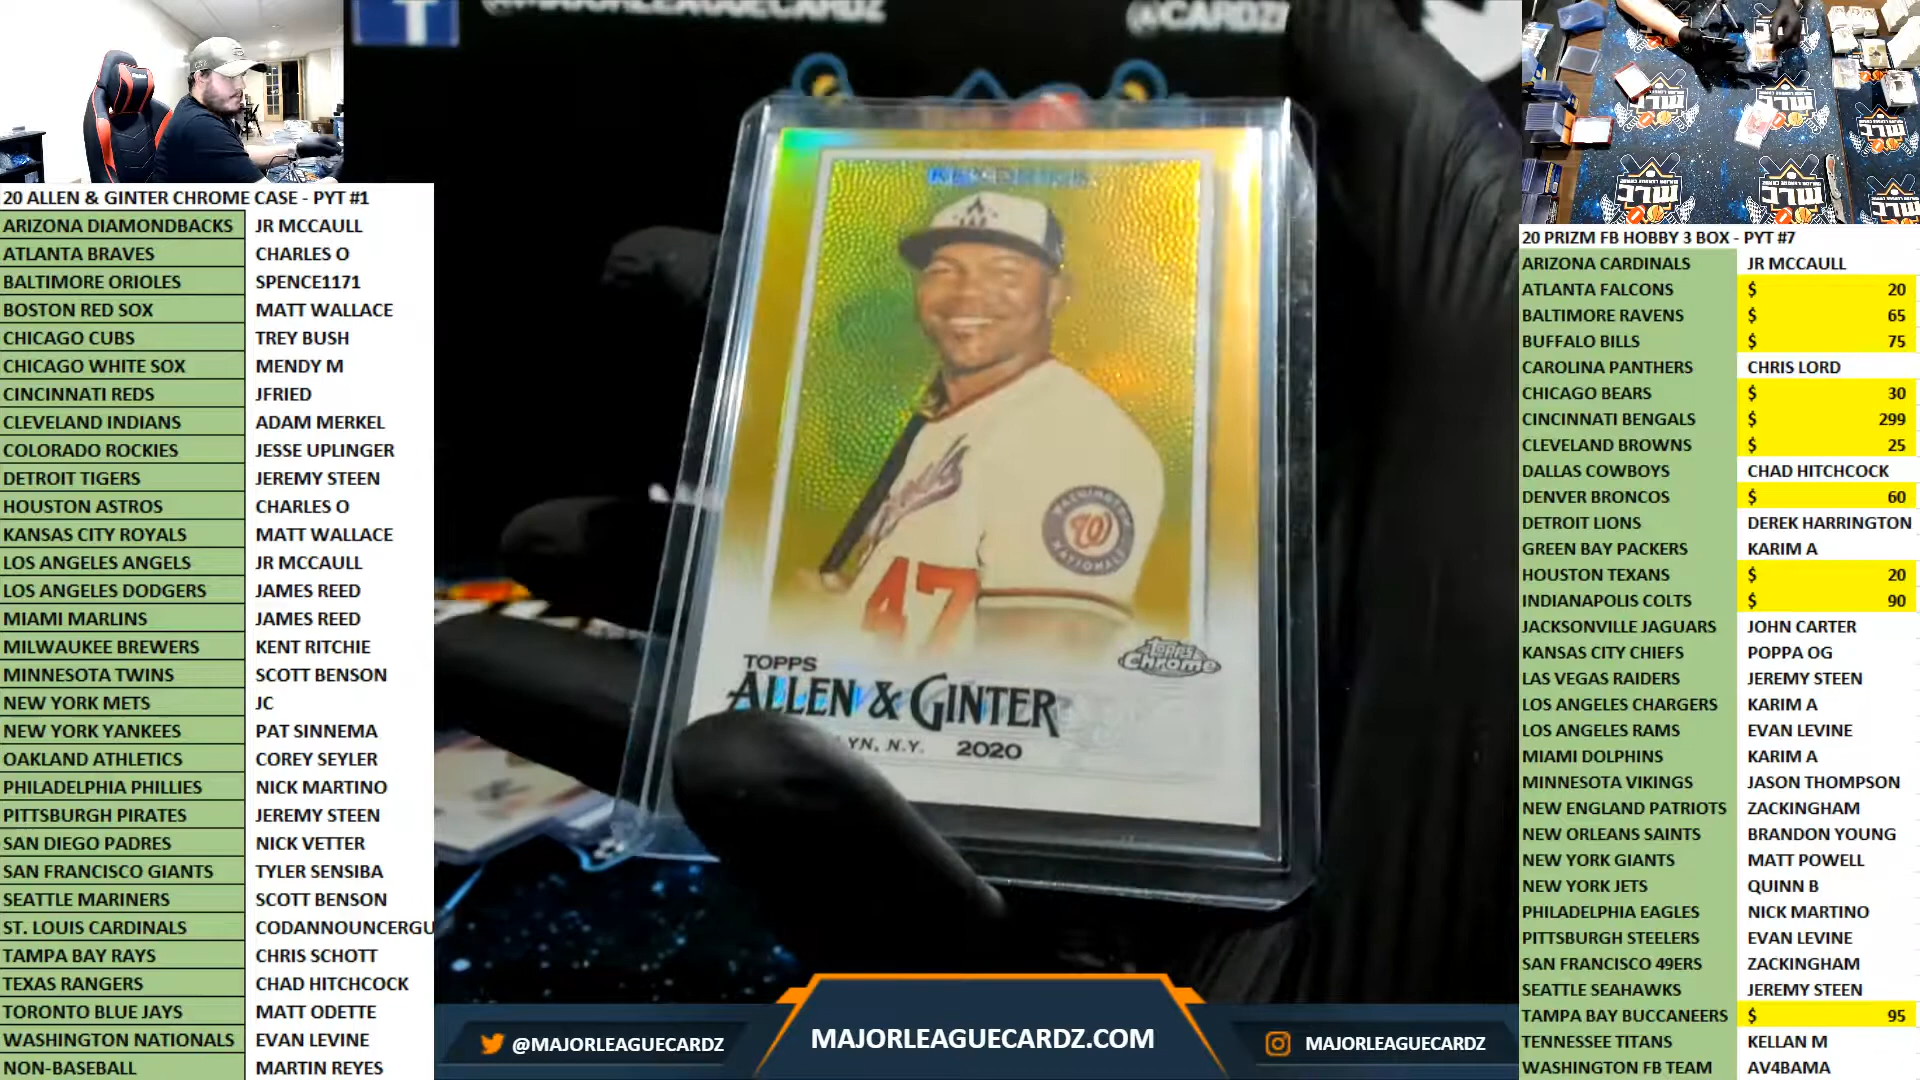 @MAJORLEAGUECARDZ
20 ALLEN & GINTER CHROME CASE - PYT #1
ARIZONA DIAMONDBACKS JR MCCAULL
ATLANTA BRAVES CHARLES O
BALTIMORE ORIOLES SPENCE1171
BOSTON RED SOX MATT WALLACE
CHICAGO CUBS TREY BUSH
CHICAGO WHITE SOX MENDY M
CINCINNATI REDS JFRIED
CLEVELAND INDIANS ADAM MERKEL
COLORADO ROCKIES JESSE UPLINGER
DETROIT TIGERS JEREMY STEEN
HOUSTON ASTROS CHARLES O
KANSAS CITY ROYALS MATT WALLACE
LOS ANGELES ANGELS JR MCCAULL
LOS ANGELES DODGERS JAMES REED
MIAMI MARLINS JAMES REED
MILWAUKEE BREWERS KENT RITCHIE
MINNESOTA TWINS SCOTT BENSON
NEW YORK METS JC
NEW YORK YANKEES PAT SINNEMA
OAKLAND ATHLETICS COREY SEYLER
PHILADELPHIA PHILLIES NICK MARTINO
PITTSBURGH PIRATES JEREMY STEEN
SAN DIEGO PADRES NICK VETTER
SAN FRANCISCO GIANTS TYLER SENSIBA
SEATTLE MARINERS SCOTT BENSON
ST. LOUIS CARDINALS CODANNOUNCERGU
TAMPA BAY RAYS CHRIS SCHOTT
TEXAS RANGERS CHAD HITCHCOCK
TORONTO BLUE JAYS MATT ODETTE
WASHINGTON NATIONALS EVAN LEVINE
NON-BASEBALL MARTIN REYES
WASHINGTON
W
NATIONALS
47
TOPPS
Chrome
TOPPS
ALLEN & GINTER
LYN, N.Y. 2020
@MAJORLEAGUECARDZ
MAJORLEAGUECARDZ.COM
MAJORLEAGUECARDZ
20 PRIZM FB HOBBY 3 BOX - PYT #7
ARIZONA CARDINALS JR MCCAULL
ATLANTA FALCONS $ 20
BALTIMORE RAVENS $ 65
BUFFALO BILLS $ 75
CAROLINA PANTHERS CHRIS LORD
CHICAGO BEARS $ 30
CINCINNATI BENGALS $ 299
CLEVELAND BROWNS $ 25
DALLAS COWBOYS CHAD HITCHCOCK
DENVER BRONCOS $ 60
DETROIT LIONS DEREK HARRINGTON
GREEN BAY PACKERS KARIM A
HOUSTON TEXANS $ 20
INDIANAPOLIS COLTS $ 90
JACKSONVILLE JAGUARS JOHN CARTER
KANSAS CITY CHIEFS POPPA OG
LAS VEGAS RAIDERS JEREMY STEEN
LOS ANGELES CHARGERS KARIM A
LOS ANGELES RAMS EVAN LEVINE
MIAMI DOLPHINS KARIM A
MINNESOTA VIKINGS JASON THOMPSON
NEW ENGLAND PATRIOTS ZACKINGHAM
NEW ORLEANS SAINTS BRANDON YOUNG
NEW YORK GIANTS MATT POWELL
NEW YORK JETS QUINN B
PHILADELPHIA EAGLES NICK MARTINO
PITTSBURGH STEELERS EVAN LEVINE
SAN FRANCISCO 49ERS ZACKINGHAM
SEATTLE SEAHAWKS JEREMY STEEN
TAMPA BAY BUCCANEERS $ 95
TENNESSEE TITANS KELLAN M
WASHINGTON FB TEAM AV4BAMA